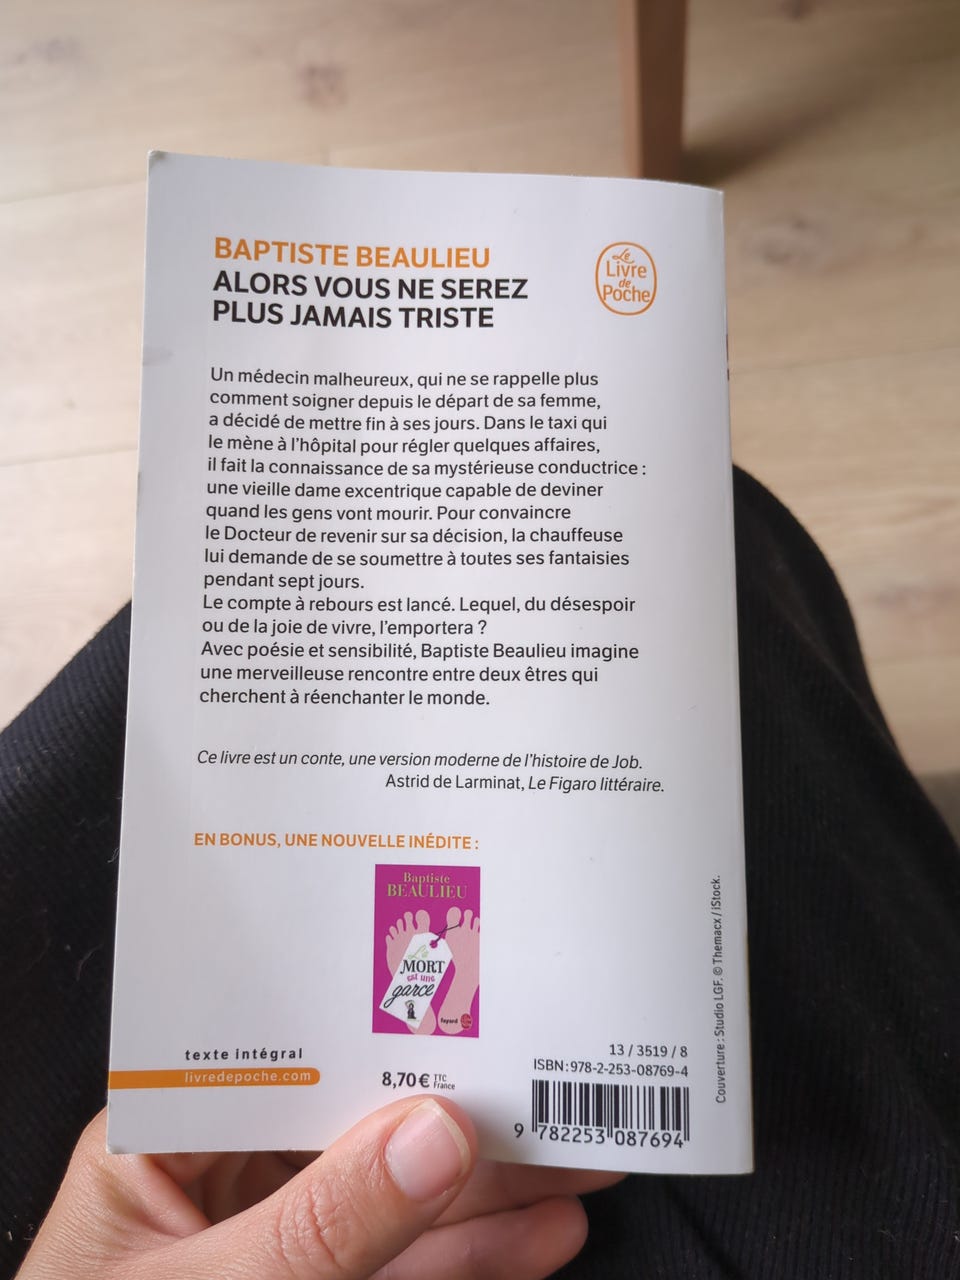 BAPTISTE BEAULIEU
ALORS VOUS NE SEREZ
PLUS JAMAIS TRISTE
Le
Livre
de
Poche
Un médecin malheureux, qui ne se rappelle plus
comment soigner depuis le départ de sa femme,
a décidé de mettre fin à ses jours. Dans le taxi qui
le mène à l'hôpital pour régler quelques affaires,
il fait la connaissance de sa mystérieuse conductrice :
une vieille dame excentrique capable de deviner
quand les gens vont mourir. Pour convaincre
le Docteur de revenir sur sa décision, la chauffeuse
lui demande de se soumettre à toutes ses fantaisies
pendant sept jours.
Le compte à rebours est lancé. Lequel, du désespoir
ou de la joie de vivre, l'emportera ?
Avec poésie et sensibilité, Baptiste Beaulieu imagine
une merveilleuse rencontre entre deux êtres qui
cherchent à réenchanter le monde.
Ce livre est un conte, une version moderne de l'histoire de Job.
Astrid de Larminat, Le Figaro littéraire.
EN BONUS, UNE NOUVELLE INÉDITE :
Baptiste
BEAULIEU
La
MORT
est une
garce
fayard
texte intégral
livredepoche.com
8,70 € TTC
France
13 / 3519 / 8
ISBN : 978-2-253-08769-4
9 782253 087694
Couverture : Studio LGF. © Themacx / iStock.